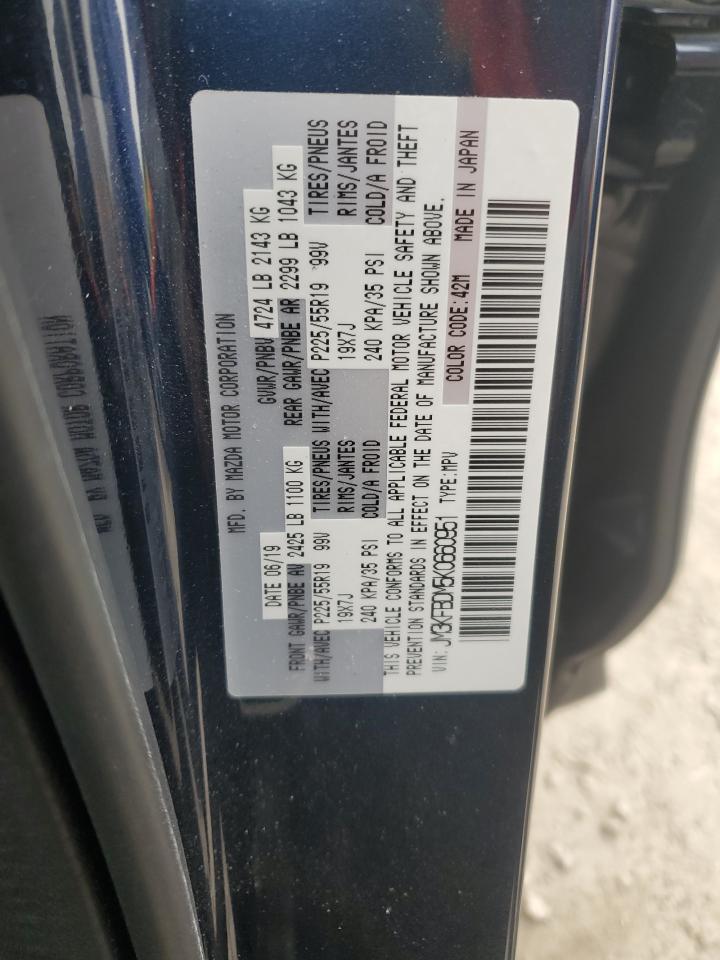 MFD. BY MAZDA MOTOR CORPORATION
DATE 06/19 GVWR/PNBV 4724 LB 2143 KG
FRONT GAWR/PNBE AV 2425 LB 1100 KG REAR GAWR/PNBE AR 2299 LB 1043 KG
TIRES/PNEUS WITH/AVEC P225/55R19 99V TIRES/PNEUS WITH/AVEC P225/55R19 99V
RIMS/JANTES 19X7J RIMS/JANTES 19X7J
COLD/A FROID 240 KPA/35 PSI COLD/A FROID 240 KPA/35 PSI
THIS VEHICLE CONFORMS TO ALL APPLICABLE FEDERAL MOTOR VEHICLE SAFETY AND THEFT
PREVENTION STANDARDS IN EFFECT ON THE DATE OF MANUFACTURE SHOWN ABOVE.
VIN: JM3KFBDM5K0660951 TYPE:MPV COLOR CODE:42M MADE IN JAPAN